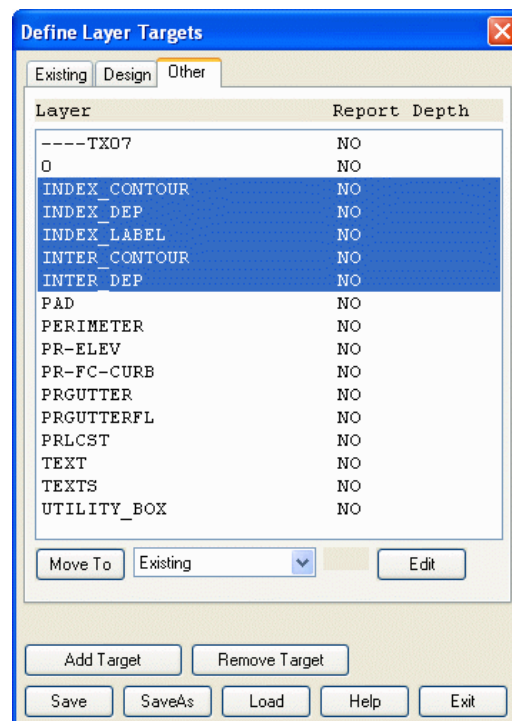 Define Layer Targets
Existing Design Other
Layer Report Depth
----TX07 NO
0 NO
INDEX_CONTOUR NO
INDEX_DEP NO
INDEX_LABEL NO
INTER_CONTOUR NO
INTER_DEP NO
PAD NO
PERIMETER NO
PR-ELEV NO
PR-FC-CURB NO
PRGUTTER NO
PRGUTTERFL NO
PRLCST NO
TEXT NO
TEXTS NO
UTILITY_BOX NO
Move To Existing Edit
Add Target Remove Target
Save SaveAs Load Help Exit